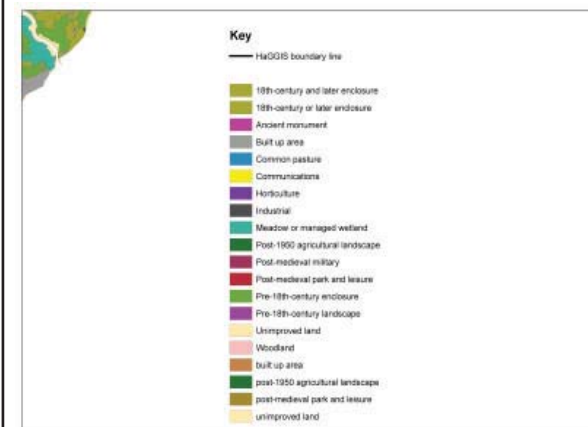 Key
HaGGIS boundary line
18th-century and later enclosure
18th-century or later enclosure
Ancient monument
Built up area
Common pasture
Communications
Horticulture
Industrial
Meadow or managed wetland
Post-1950 agricultural landscape
Post-medieval military
Post-medieval park and leisure
Pre-18th-century enclosure
Pre-18th-century landscape
Unimproved land
Woodland
built up area
post-1950 agricultural landscape
post-medieval park and leisure
unimproved land